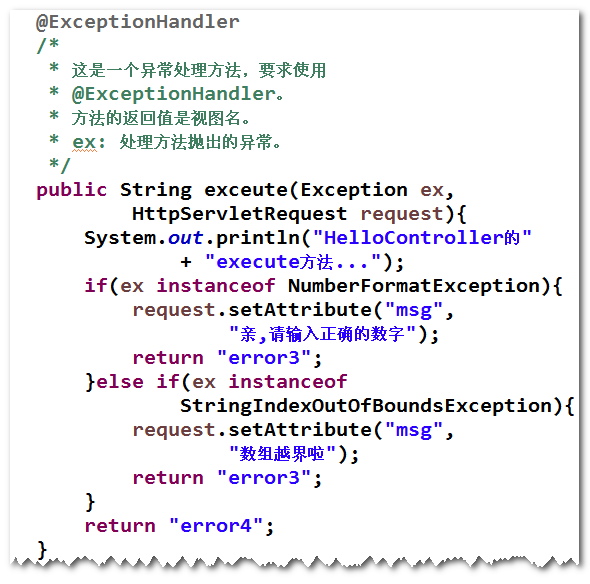 @ExceptionHandler
/*
 * 这是一个异常处理方法，要求使用
 * @ExceptionHandler。
 * 方法的返回值是视图名。
 * ex: 处理方法抛出的异常。
 */
public String exceute(Exception ex,
        HttpServletRequest request){
    System.out.println("HelloController的"
            + "execute方法...");
    if(ex instanceof NumberFormatException){
        request.setAttribute("msg",
                "亲,请输入正确的数字");
        return "error3";
    }else if(ex instanceof
            StringIndexOutOfBoundsException){
        request.setAttribute("msg",
                "数组越界啦");
        return "error3";
    }
    return "error4";
}